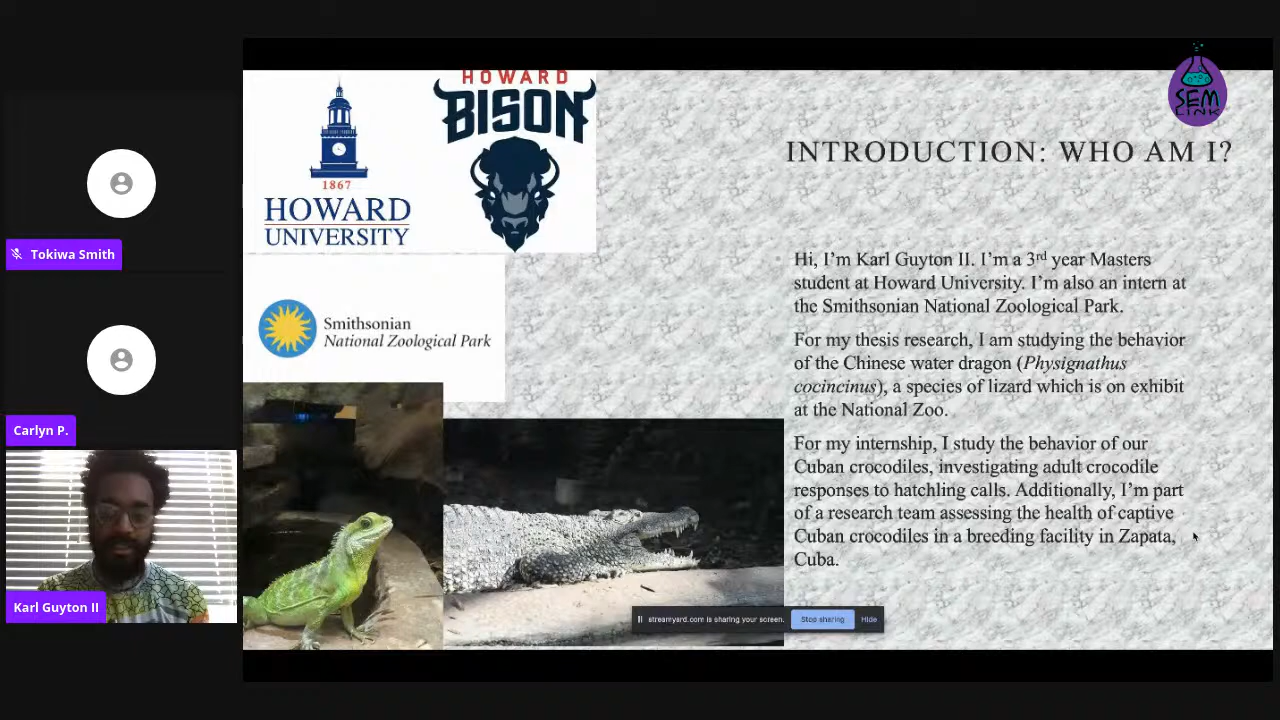 Tokiwa Smith
Carlyn P.
Karl Guyton II
1867
HOWARD
UNIVERSITY
HOWARD
BISON
Smithsonian
National Zoological Park
SEM
LINK
INTRODUCTION: WHO AM I?
Hi, I’m Karl Guyton II. I’m a 3rd year Masters
student at Howard University. I’m also an intern at
the Smithsonian National Zoological Park.
For my thesis research, I am studying the behavior
of the Chinese water dragon (Physignathus
cocincinus), a species of lizard which is on exhibit
at the National Zoo.
For my internship, I study the behavior of our
Cuban crocodiles, investigating adult crocodile
responses to hatchling calls. Additionally, I’m part
of a research team assessing the health of captive
Cuban crocodiles in a breeding facility in Zapata,
Cuba.
streamyard.com is sharing your screen. Stop sharing Hide